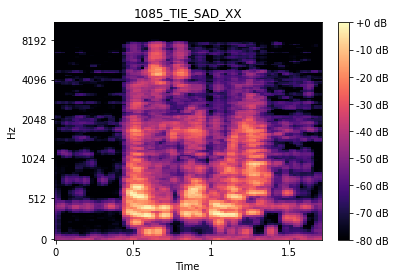 1085_TIE_SAD_XX
8192
4096
2048
1024
512
0
Hz
0
0.5
1
1.5
Time
+0 dB
-10 dB
-20 dB
-30 dB
-40 dB
-50 dB
-60 dB
-70 dB
-80 dB